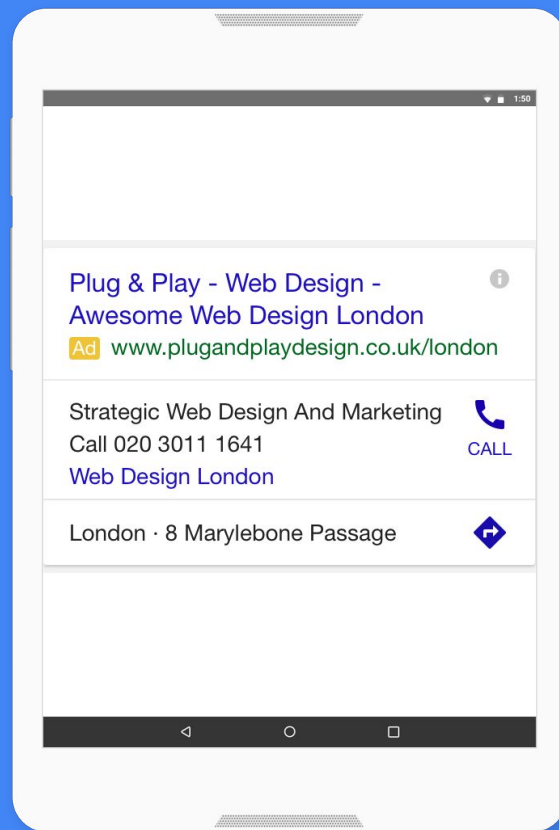 1:50
Plug & Play - Web Design -
Awesome Web Design London
Ad www.plugandplaydesign.co.uk/london
Strategic Web Design And Marketing
Call 020 3011 1641
CALL
Web Design London
London · 8 Marylebone Passage